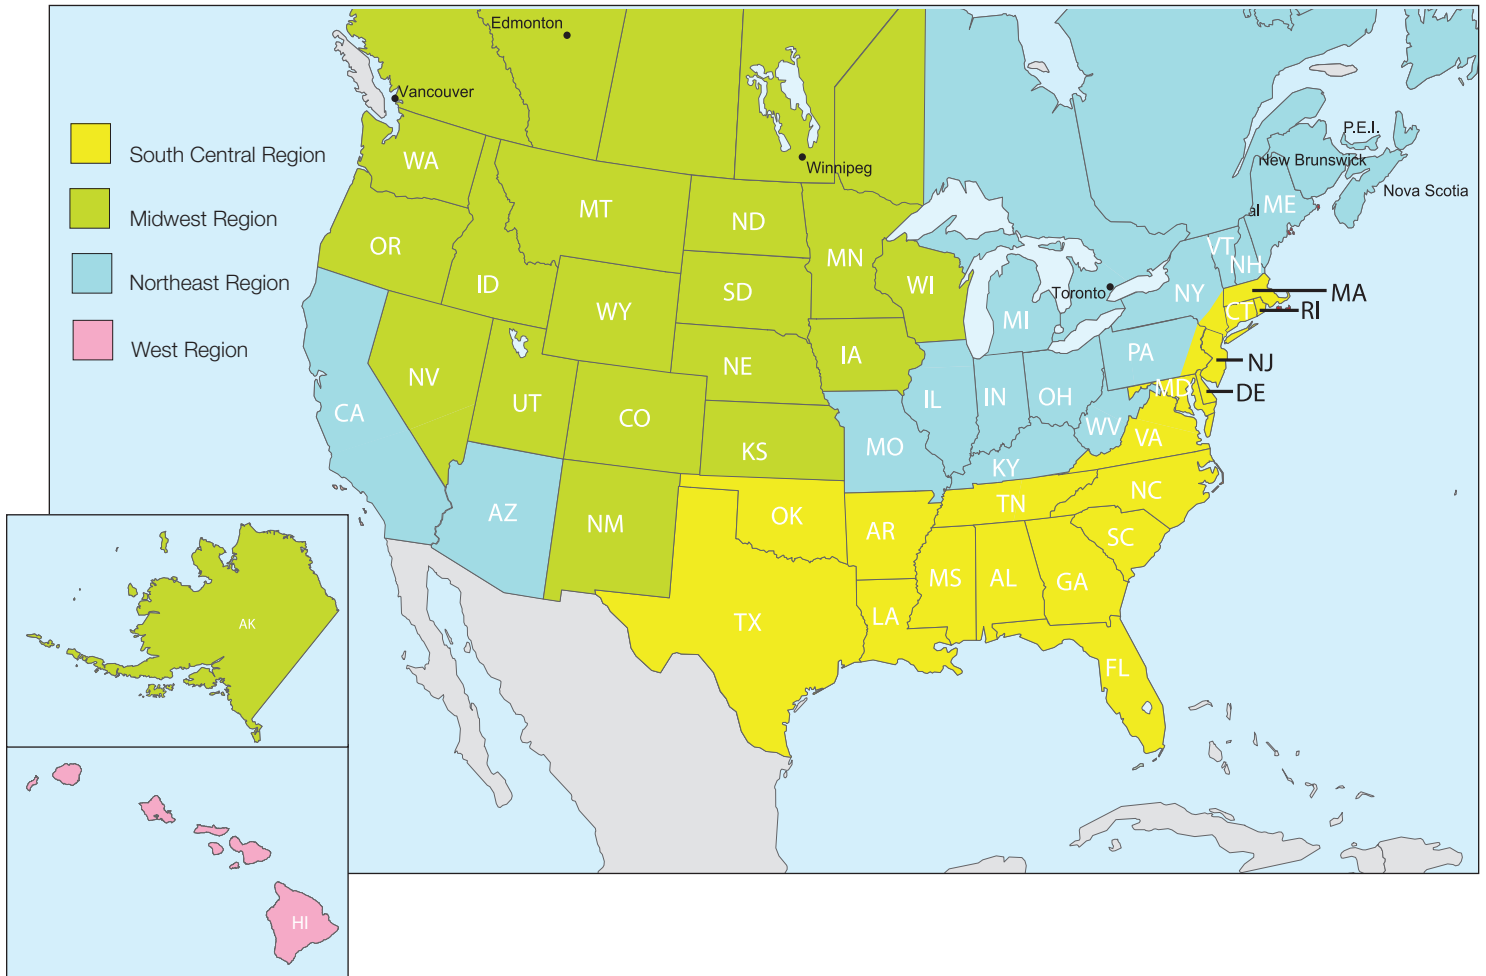 Edmonton
Vancouver
Winnipeg
P.E.I.
New Brunswick
Nova Scotia
al
Toronto
South Central Region
Midwest Region
Northeast Region
West Region
WA
MT
ND
MN
OR
ID
WY
SD
WI
MI
NY
VT
NH
ME
MA
CT
RI
NV
UT
CO
NE
IA
IL
IN
OH
PA
NJ
DE
MD
CA
KS
MO
KY
WV
VA
AZ
NM
OK
AR
TN
NC
SC
TX
LA
MS
AL
GA
FL
AK
HI